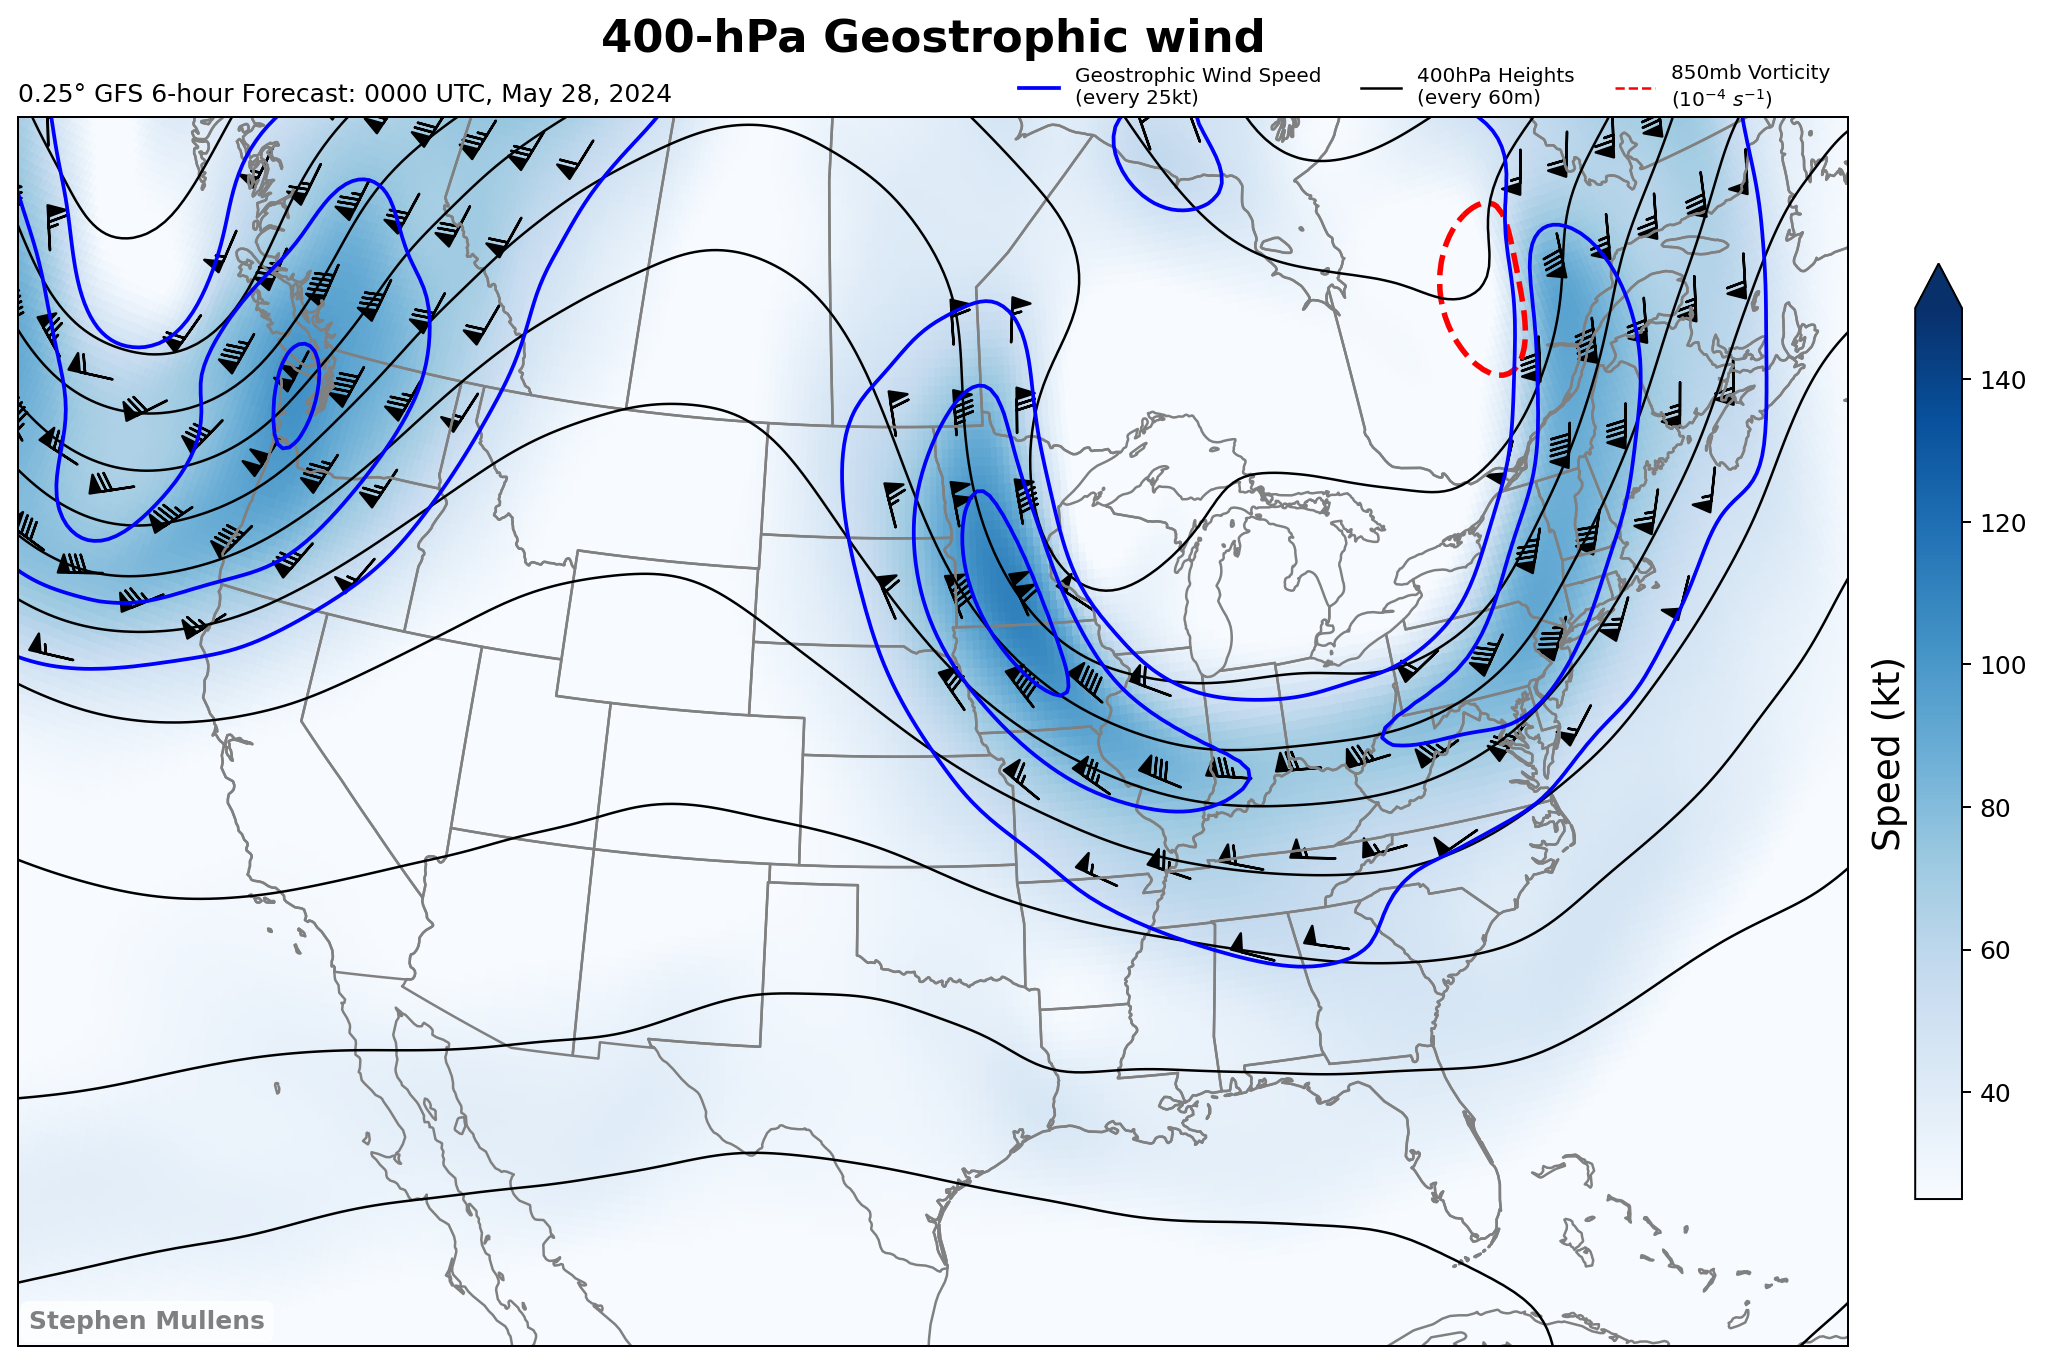 400-hPa Geostrophic wind
0.25° GFS 6-hour Forecast: 0000 UTC, May 28, 2024
Geostrophic Wind Speed
(every 25kt)
400hPa Heights
(every 60m)
850mb Vorticity
(10⁻⁴ s⁻¹)
140
120
100
80
60
40
Speed (kt)
Stephen Mullens